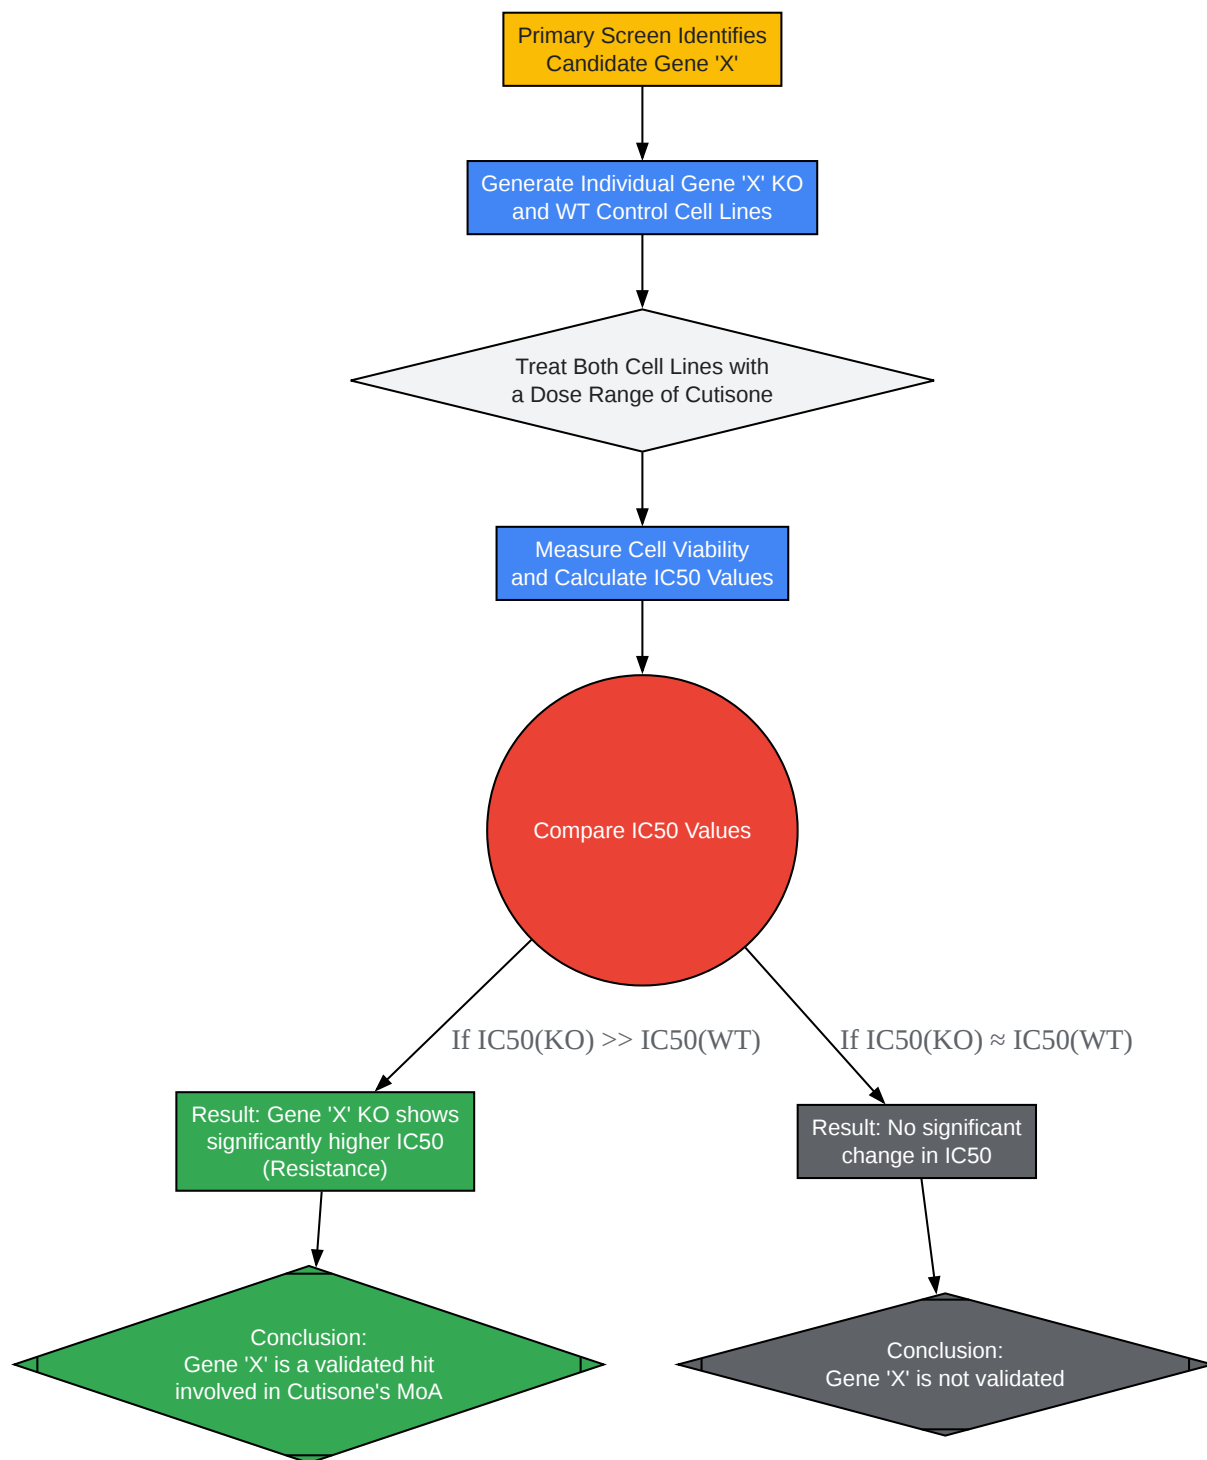 Primary Screen Identifies
Candidate Gene 'X'
Generate Individual Gene 'X' KO
and WT Control Cell Lines
Treat Both Cell Lines with
a Dose Range of Cutisone
Measure Cell Viability
and Calculate IC50 Values
Compare IC50 Values
If IC50(KO) >> IC50(WT)
If IC50(KO) ≈ IC50(WT)
Result: Gene 'X' KO shows
significantly higher IC50
(Resistance)
Result: No significant
change in IC50
Conclusion:
Gene 'X' is a validated hit
involved in Cutisone's MoA
Conclusion:
Gene 'X' is not validated